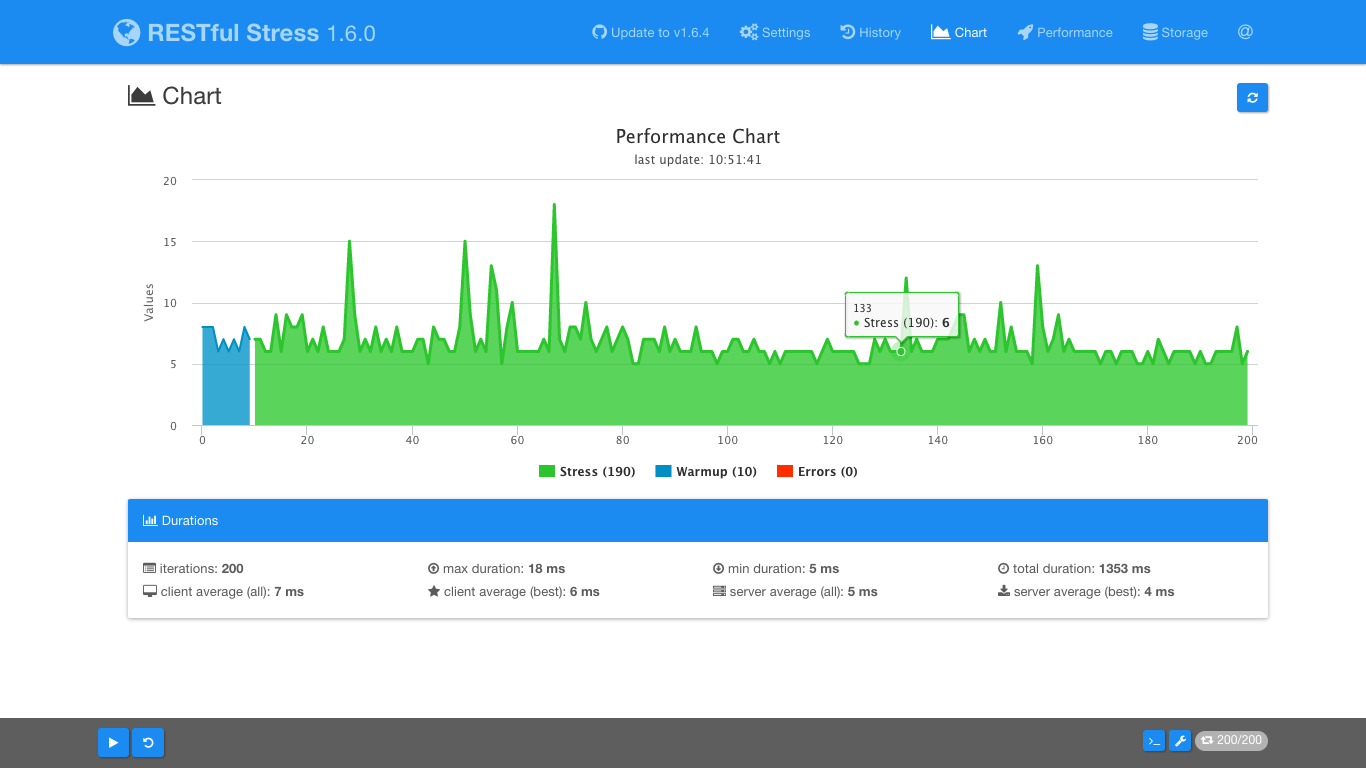 RESTful Stress 1.6.0
Update to v1.6.4
Settings
History
Chart
Performance
Storage
@
Chart
Performance Chart
last update: 10:51:41
Values
20
15
10
5
0
133
● Stress (190): 6
0 20 40 60 80 100 120 140 160 180 200
Stress (190) Warmup (10) Errors (0)
Durations
iterations: 200 max duration: 18 ms min duration: 5 ms total duration: 1353 ms
client average (all): 7 ms client average (best): 6 ms server average (all): 5 ms server average (best): 4 ms
>_ 200/200